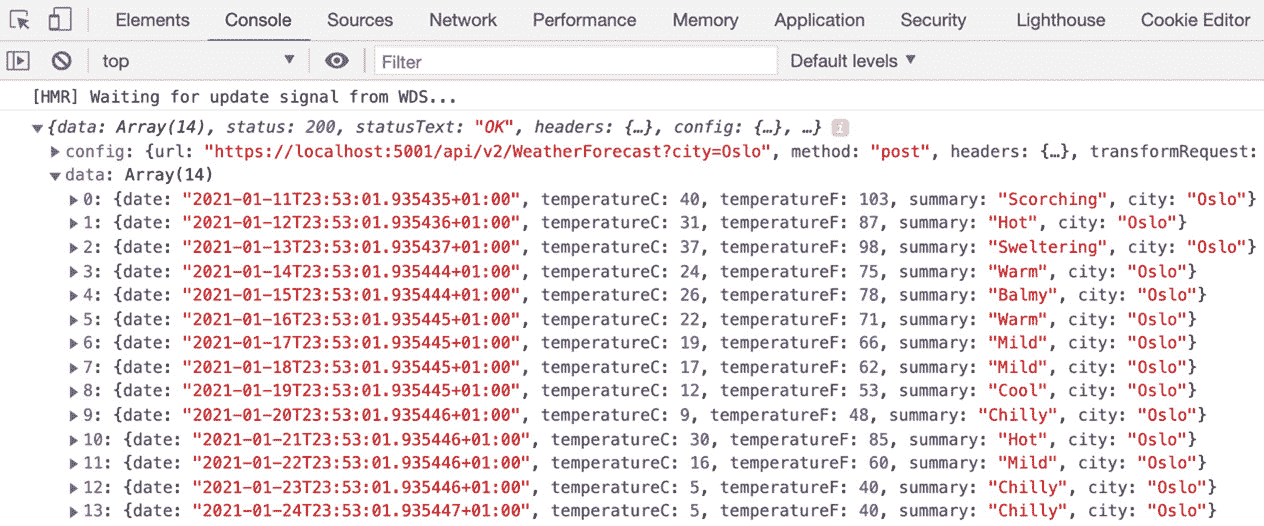 Elements Console Sources Network Performance Memory Application Security Lighthouse Cookie Editor
top Filter Default levels
[HMR] Waiting for update signal from WDS...
{data: Array(14), status: 200, statusText: "OK", headers: {…}, config: {…}, …} i
config: {url: "https://localhost:5001/api/v2/WeatherForecast?city=Oslo", method: "post", headers: {…}, transformRequest:
data: Array(14)
0: {date: "2021-01-11T23:53:01.935435+01:00", temperatureC: 40, temperatureF: 103, summary: "Scorching", city: "Oslo"}
1: {date: "2021-01-12T23:53:01.935436+01:00", temperatureC: 31, temperatureF: 87, summary: "Hot", city: "Oslo"}
2: {date: "2021-01-13T23:53:01.935437+01:00", temperatureC: 37, temperatureF: 98, summary: "Sweltering", city: "Oslo"}
3: {date: "2021-01-14T23:53:01.935444+01:00", temperatureC: 24, temperatureF: 75, summary: "Warm", city: "Oslo"}
4: {date: "2021-01-15T23:53:01.935444+01:00", temperatureC: 26, temperatureF: 78, summary: "Balmy", city: "Oslo"}
5: {date: "2021-01-16T23:53:01.935445+01:00", temperatureC: 22, temperatureF: 71, summary: "Warm", city: "Oslo"}
6: {date: "2021-01-17T23:53:01.935445+01:00", temperatureC: 19, temperatureF: 66, summary: "Mild", city: "Oslo"}
7: {date: "2021-01-18T23:53:01.935445+01:00", temperatureC: 17, temperatureF: 62, summary: "Mild", city: "Oslo"}
8: {date: "2021-01-19T23:53:01.935445+01:00", temperatureC: 12, temperatureF: 53, summary: "Cool", city: "Oslo"}
9: {date: "2021-01-20T23:53:01.935446+01:00", temperatureC: 9, temperatureF: 48, summary: "Chilly", city: "Oslo"}
10: {date: "2021-01-21T23:53:01.935446+01:00", temperatureC: 30, temperatureF: 85, summary: "Hot", city: "Oslo"}
11: {date: "2021-01-22T23:53:01.935446+01:00", temperatureC: 16, temperatureF: 60, summary: "Mild", city: "Oslo"}
12: {date: "2021-01-23T23:53:01.935446+01:00", temperatureC: 5, temperatureF: 40, summary: "Chilly", city: "Oslo"}
13: {date: "2021-01-24T23:53:01.935447+01:00", temperatureC: 5, temperatureF: 40, summary: "Chilly", city: "Oslo"}